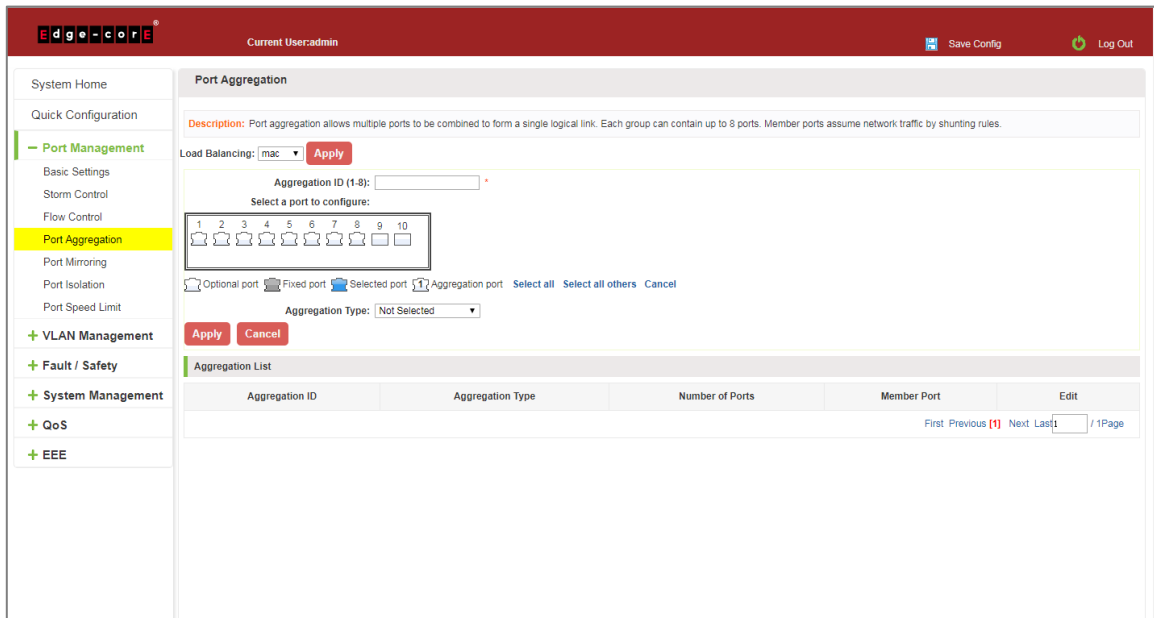 Edge-corE®
Current User:admin
Save Config
Log Out
System Home
Quick Configuration
− Port Management
Basic Settings
Storm Control
Flow Control
Port Aggregation
Port Mirroring
Port Isolation
Port Speed Limit
+ VLAN Management
+ Fault / Safety
+ System Management
+ QoS
+ EEE
Port Aggregation
Description: Port aggregation allows multiple ports to be combined to form a single logical link. Each group can contain up to 8 ports. Member ports assume network traffic by shunting rules.
Load Balancing: mac Apply
Aggregation ID (1-8): *
Select a port to configure:
1 2 3 4 5 6 7 8 9 10
Optional port Fixed port Selected port 1 Aggregation port Select all Select all others Cancel
Aggregation Type: Not Selected
Apply Cancel
Aggregation List
Aggregation ID Aggregation Type Number of Ports Member Port Edit
First Previous [1] Next Last 1 / 1Page